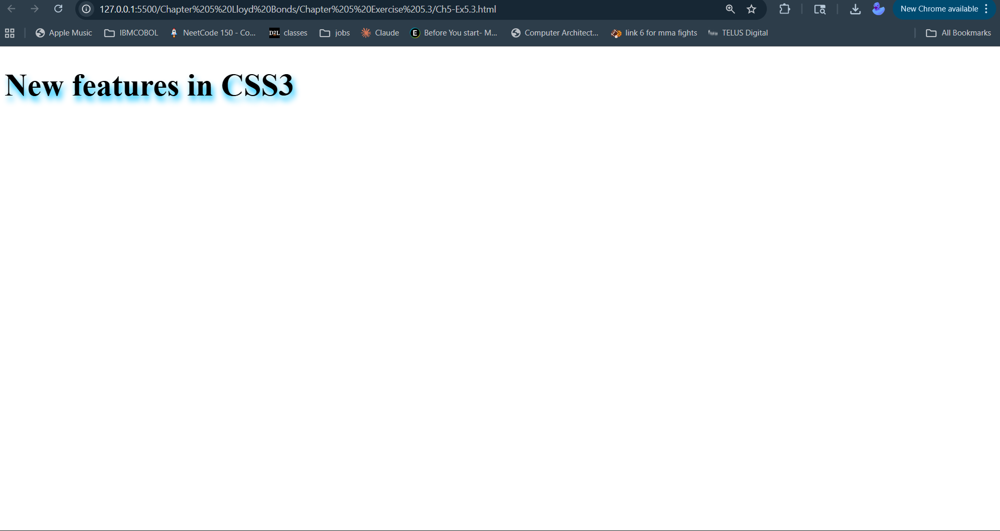 127.0.0.1:5500/Chapter%205%20Lloyd%20Bonds/Chapter%205%20Exercise%205.3/Ch5-Ex5.3.html New Chrome available
Apple Music IBMCOBOL NeetCode 150 - Co... D2L classes jobs Claude E Before You start- M... Computer Architect... link 6 for mma fights TELUS Digital All Bookmarks
New features in CSS3